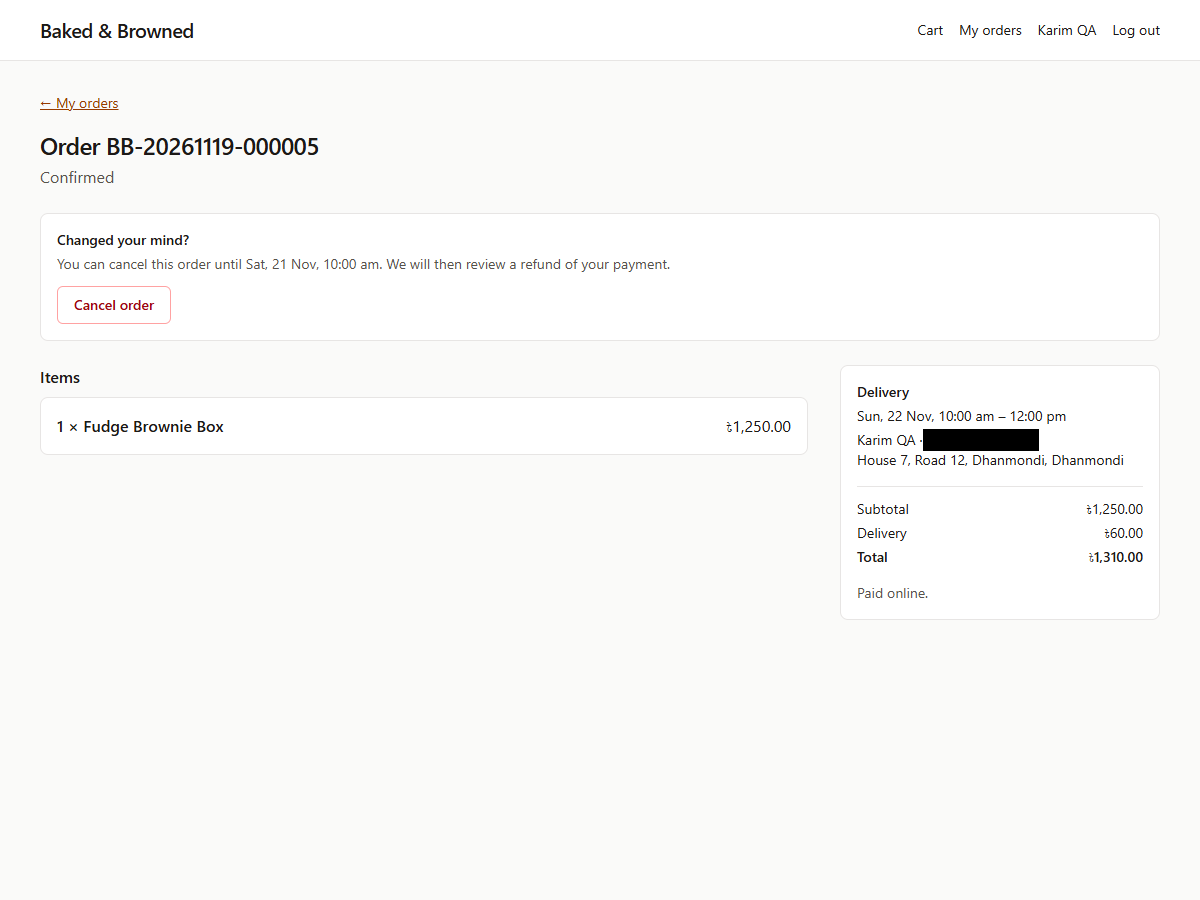 Baked & Browned
Cart My orders Karim QA Log out
← My orders
Order BB-20261119-000005
Confirmed
Changed your mind?
You can cancel this order until Sat, 21 Nov, 10:00 am. We will then review a refund of your payment.
Cancel order
Items
1 × Fudge Brownie Box ৳1,250.00
Delivery
Sun, 22 Nov, 10:00 am – 12:00 pm
Karim QA ·
House 7, Road 12, Dhanmondi, Dhanmondi
Subtotal ৳1,250.00
Delivery ৳60.00
Total ৳1,310.00
Paid online.